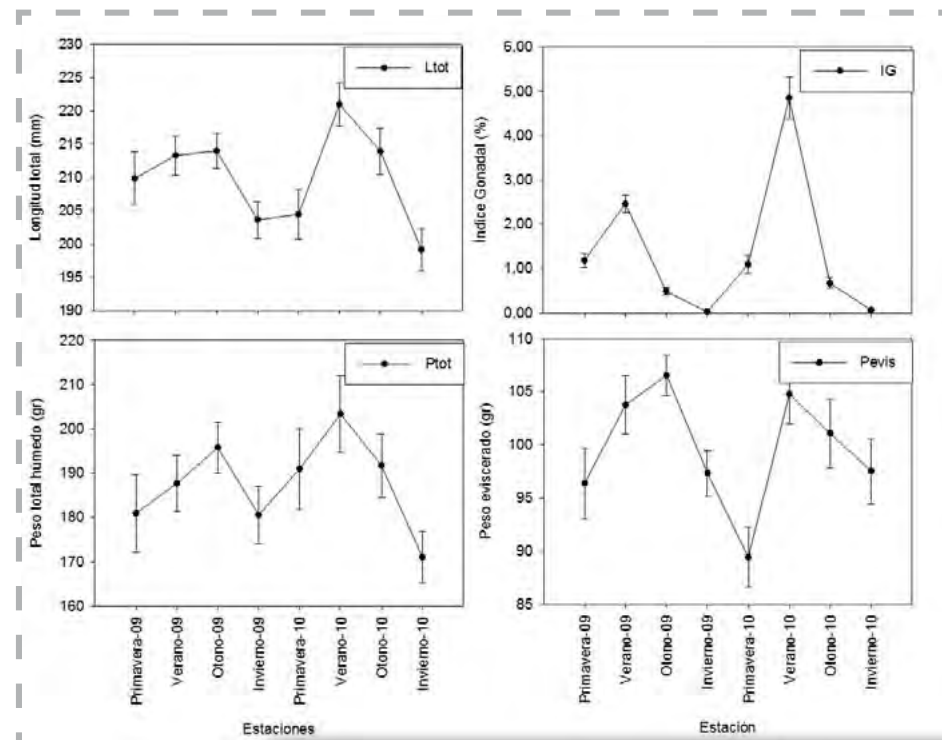 Ltot
Longitud total (mm)
230
225
220
215
210
205
200
195
190
IG
Índice Gonadal (%)
6,00
5,00
4,00
3,00
2,00
1,00
0,00
Ptot
Peso total húmedo (gr)
220
210
200
190
180
170
160
Primavera-09
Verano-09
Otono-09
Invierno-09
Primavera-10
Verano-10
Otono-10
Invierno-10
Estaciones
Pevis
Peso eviscerado (gr)
110
105
100
95
90
85
Primavera-09
Verano-09
Otono-09
Invierno-09
Primavera-10
Verano-10
Otono-10
Invierno-10
Estación